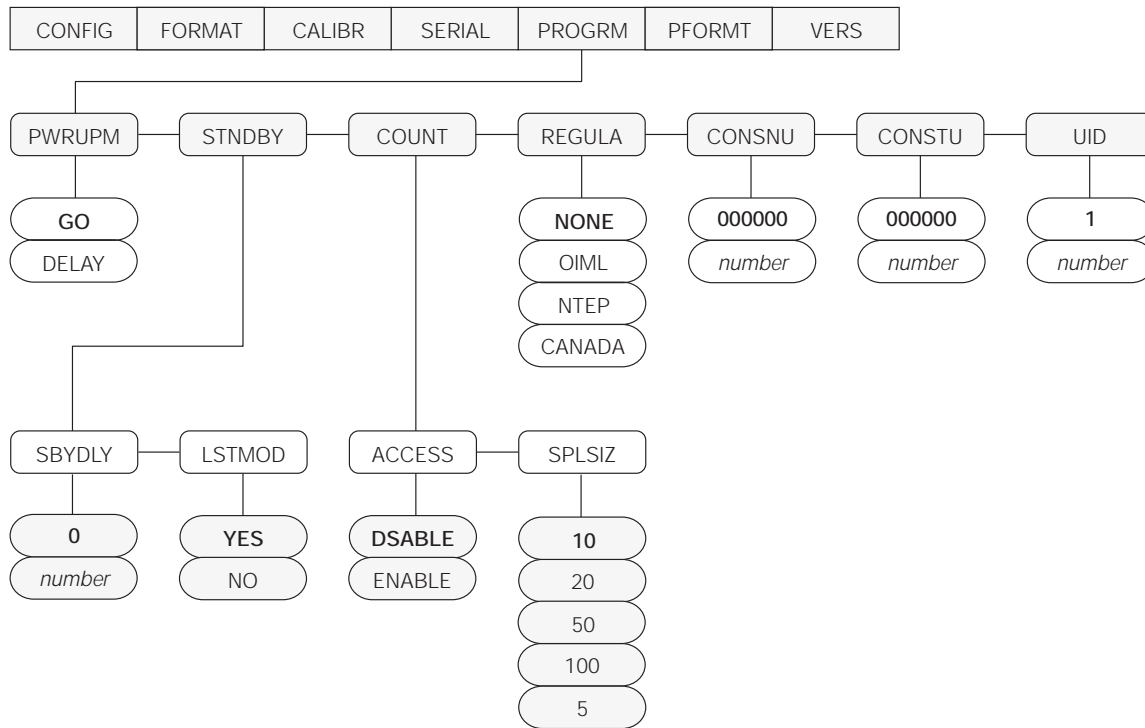 CONFIG FORMAT CALIBR SERIAL PROGRM PFORMT VERS
PWRUPM STNDBY COUNT REGULA CONSNU CONSTU UID
GO NONE 000000 000000 1
DELAY OIML number number number
NTEP
CANADA
SBYDLY LSTMOD ACCESS SPLSIZ
0 YES DSABLE 10
number NO ENABLE 20
50
100
5